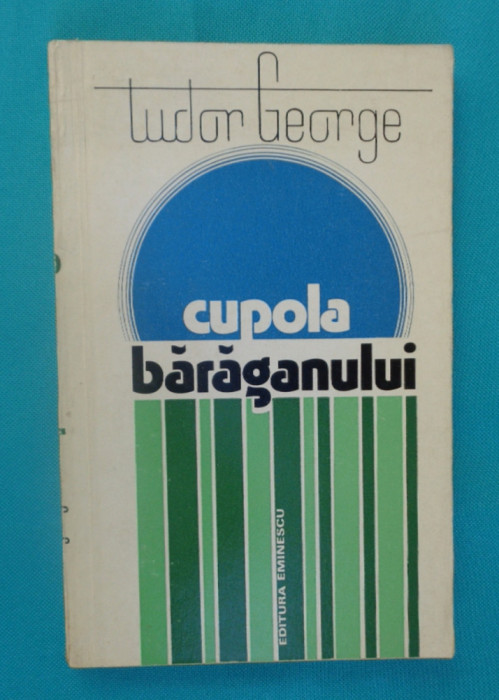 tudor George
cupola
bărăganului
EDITURA EMINESCU